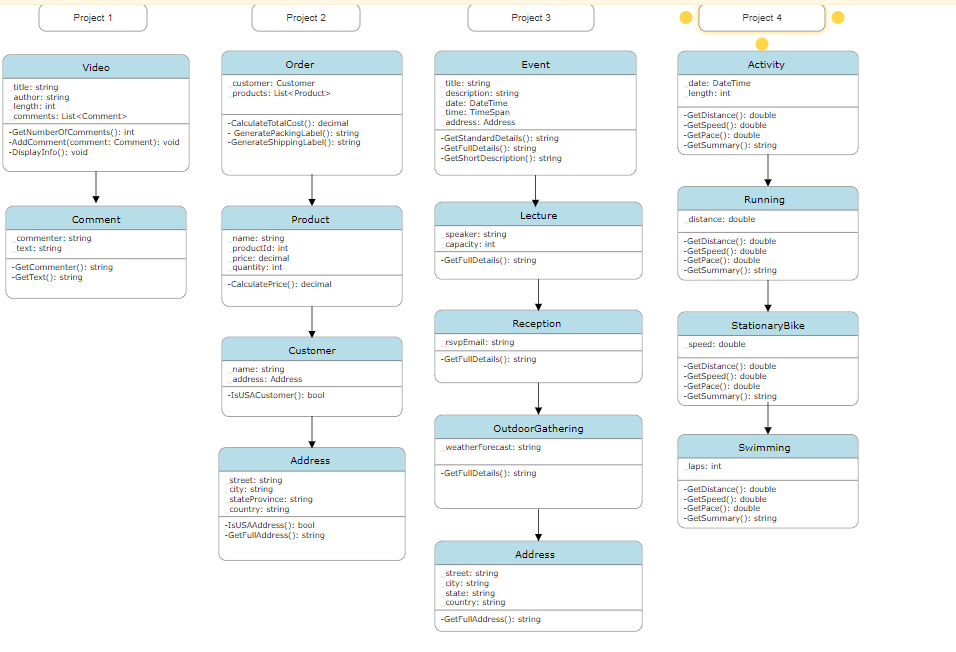 Project 1
Project 2
Project 3
Project 4
Video
_title: string
_author: string
_length: int
_comments: List<Comment>
-GetNumberOfComments(): int
-AddComment(comment: Comment): void
-DisplayInfo(): void
Comment
_commenter: string
_text: string
-GetCommenter(): string
-GetText(): string
Order
_customer: Customer
_products: List<Product>
-CalculateTotalCost(): decimal
- GeneratePackingLabel(): string
-GenerateShippingLabel(): string
Product
_name: string
_productId: int
_price: decimal
_quantity: int
-CalculatePrice(): decimal
Customer
_name: string
_address: Address
-IsUSACustomer(): bool
Address
_street: string
_city: string
_stateProvince: string
_country: string
-IsUSAAddress(): bool
-GetFullAddress(): string
Event
_title: string
_description: string
_date: DateTime
_time: TimeSpan
_address: Address
-GetStandardDetails(): string
-GetFullDetails(): string
-GetShortDescription(): string
Lecture
_speaker: string
_capacity: int
-GetFullDetails(): string
Reception
_rsvpEmail: string
-GetFullDetails(): string
OutdoorGathering
_weatherForecast: string
-GetFullDetails(): string
Address
_street: string
_city: string
_state: string
_country: string
-GetFullAddress(): string
Activity
_date: DateTime
_length: int
-GetDistance(): double
-GetSpeed(): double
-GetPace(): double
-GetSummary(): string
Running
_distance: double
-GetDistance(): double
-GetSpeed(): double
-GetPace(): double
-GetSummary(): string
StationaryBike
_speed: double
-GetDistance(): double
-GetSpeed(): double
-GetPace(): double
-GetSummary(): string
Swimming
_laps: int
-GetDistance(): double
-GetSpeed(): double
-GetPace(): double
-GetSummary(): string